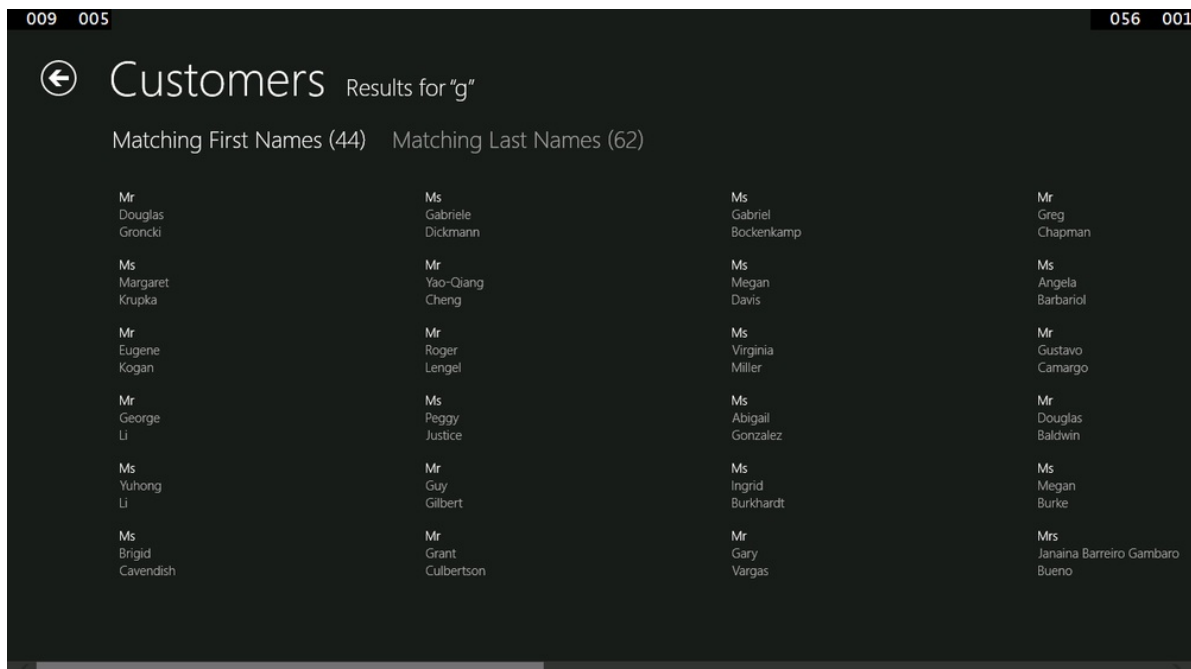 009 005 056 001
Customers Results for "g"
Matching First Names (44) Matching Last Names (62)
Mr
Douglas
Groncki
Ms
Margaret
Krupka
Mr
Eugene
Kogan
Mr
George
Li
Ms
Yuhong
Li
Ms
Brigid
Cavendish
Ms
Gabriele
Dickmann
Mr
Yao-Qiang
Cheng
Mr
Roger
Lengel
Ms
Peggy
Justice
Mr
Guy
Gilbert
Mr
Grant
Culbertson
Ms
Gabriel
Bockenkamp
Ms
Megan
Davis
Ms
Virginia
Miller
Ms
Abigail
Gonzalez
Ms
Ingrid
Burkhardt
Mr
Gary
Vargas
Mr
Greg
Chapman
Ms
Angela
Barbariol
Mr
Gustavo
Camargo
Mr
Douglas
Baldwin
Ms
Megan
Burke
Mrs
Janaina Barreiro Gambaro
Bueno